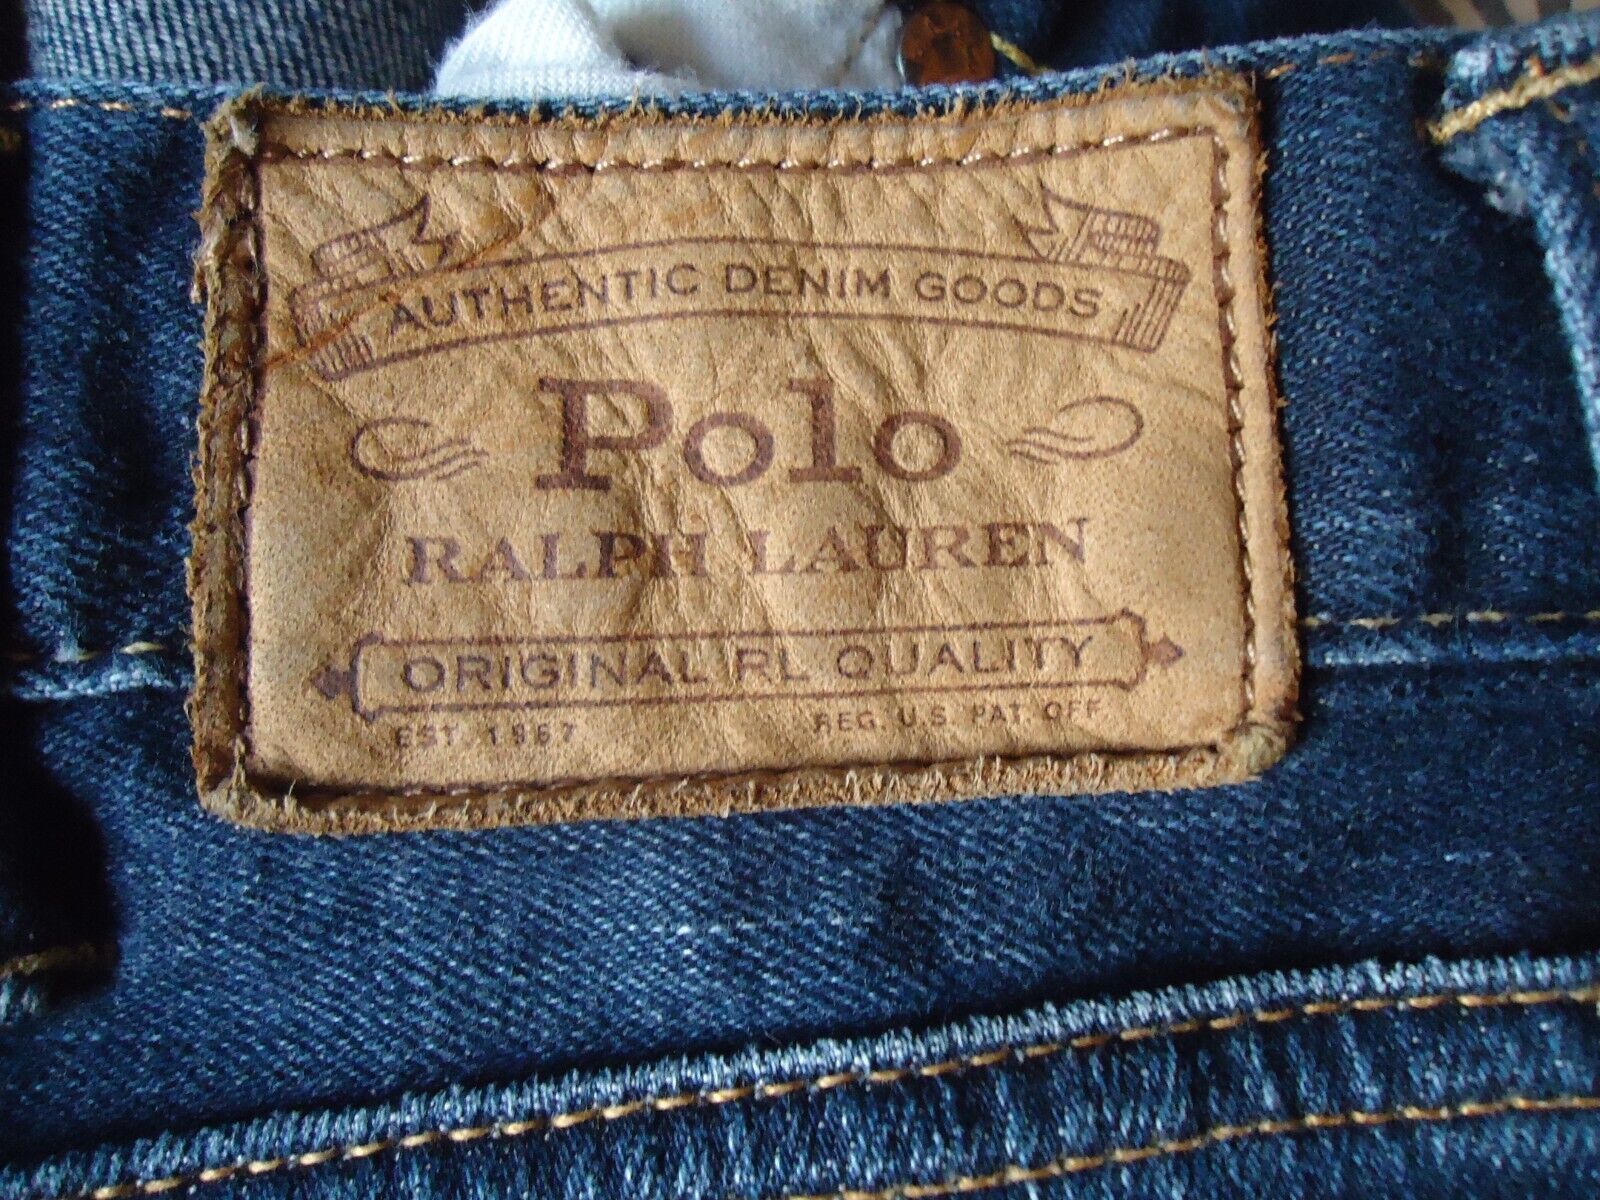 AUTHENTIC DENIM GOODS
Polo
RALPH LAUREN
ORIGINAL RL QUALITY
EST. 1967 REG. U.S. PAT. OFF.